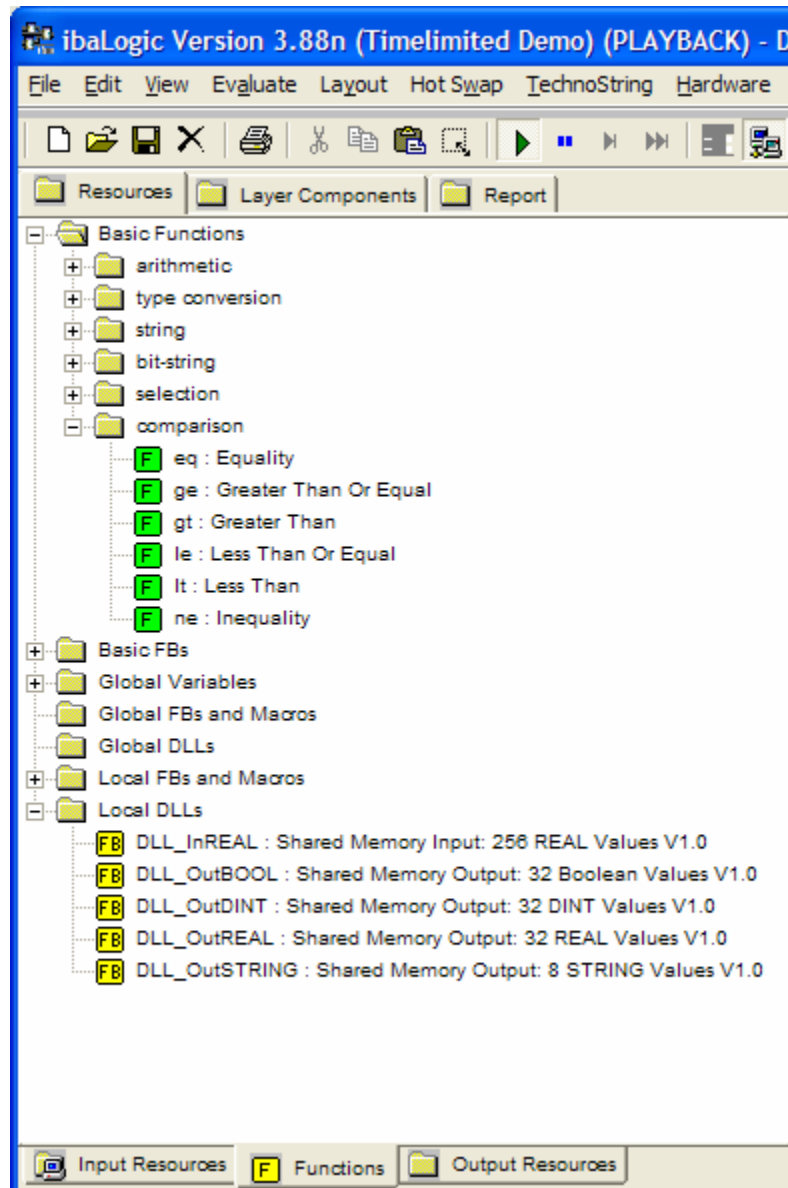 ibaLogic Version 3.88n (Timelimited Demo) (PLAYBACK) - D
File Edit View Evaluate Layout Hot Swap TechnoString Hardware
Resources Layer Components Report
Basic Functions
arithmetic
type conversion
string
bit-string
selection
comparison
F eq : Equality
F ge : Greater Than Or Equal
F gt : Greater Than
F le : Less Than Or Equal
F lt : Less Than
F ne : Inequality
Basic FBs
Global Variables
Global FBs and Macros
Global DLLs
Local FBs and Macros
Local DLLs
FB DLL_InREAL : Shared Memory Input: 256 REAL Values V1.0
FB DLL_OutBOOL : Shared Memory Output: 32 Boolean Values V1.0
FB DLL_OutDINT : Shared Memory Output: 32 DINT Values V1.0
FB DLL_OutREAL : Shared Memory Output: 32 REAL Values V1.0
FB DLL_OutSTRING : Shared Memory Output: 8 STRING Values V1.0
Input Resources F Functions Output Resources